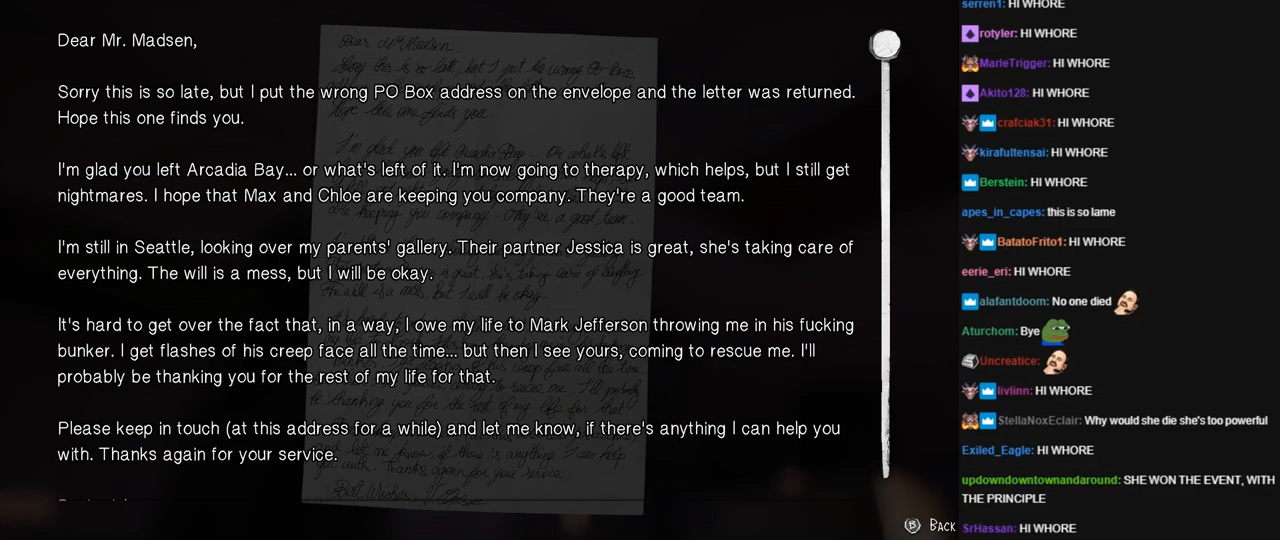 Dear Mr. Madsen,
Sorry this is so late, but I put the wrong PO Box address on the envelope and the letter was returned.
Hope this one finds you.
I'm glad you left Arcadia Bay... or what's left of it. I'm now going to therapy, which helps, but I still get
nightmares. I hope that Max and Chloe are keeping you company. They're a good team.
I'm still in Seattle, looking over my parents' gallery. Their partner Jessica is great, she's taking care of
everything. The will is a mess, but I will be okay.
It's hard to get over the fact that, in a way, I owe my life to Mark Jefferson throwing me in his fucking
bunker. I get flashes of his creep face all the time... but then I see yours, coming to rescue me. I'll
probably be thanking you for the rest of my life for that.
Please keep in touch (at this address for a while) and let me know, if there's anything I can help you
with. Thanks again for your service.
Back
serren1: HI WHORE
rotyler: HI WHORE
MarleTrigger: HI WHORE
Akito128: HI WHORE
crafciak31: HI WHORE
kirafultensai: HI WHORE
Berstein: HI WHORE
apes_in_capes: this is so lame
BatatoFrito1: HI WHORE
eerie_eri: HI WHORE
alafantdoom: No one died
Aturchom: Bye
Uncreatice:
livlinn: HI WHORE
StellaNoxEclair: Why would she die she's too powerful
Exiled_Eagle: HI WHORE
updowndowntownandaround: SHE WON THE EVENT, WITH
THE PRINCIPLE
SrHassan: HI WHORE